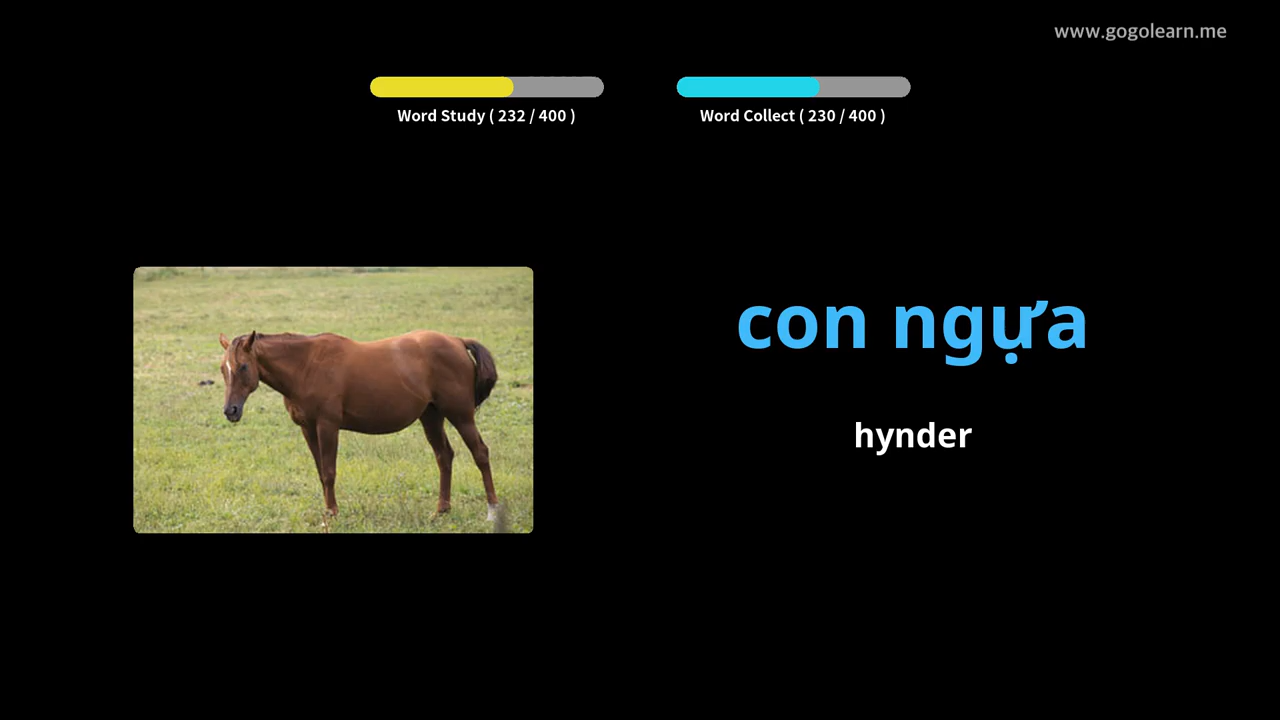 www.gogolearn.me
Word Study ( 232 / 400 )
Word Collect ( 230 / 400 )
con ngựa
hynder